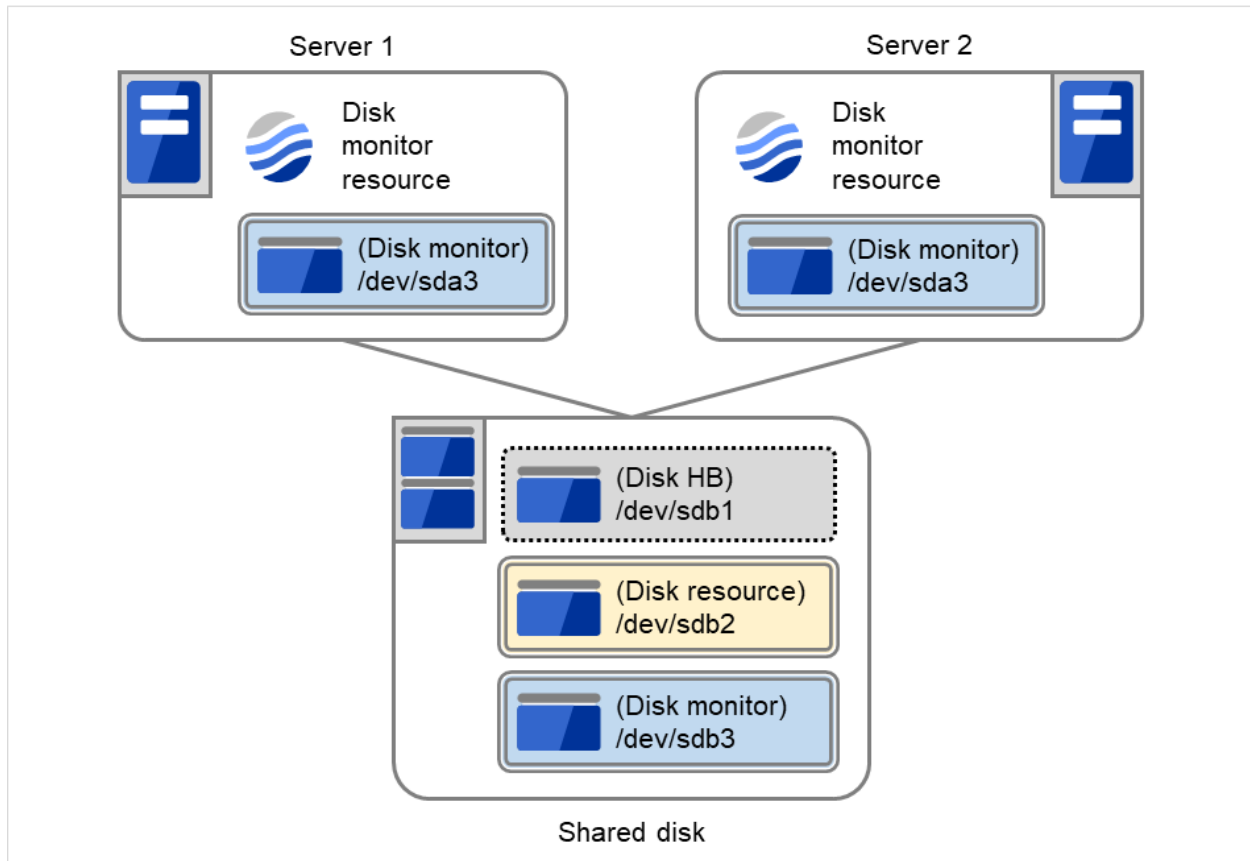 Server 1
Disk
monitor
resource
(Disk monitor)
/dev/sda3
Server 2
Disk
monitor
resource
(Disk monitor)
/dev/sda3
(Disk HB)
/dev/sdb1
(Disk resource)
/dev/sdb2
(Disk monitor)
/dev/sdb3
Shared disk